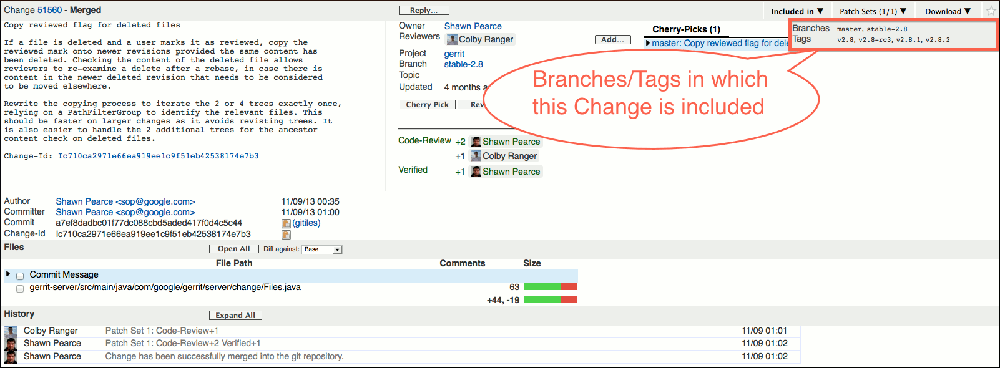 Change 51560 - Merged
Reply...
Included in ▼
Patch Sets (1/1) ▼
Download ▼
Copy reviewed flag for deleted files
If a file is deleted and a user marks it as reviewed, copy the
reviewed mark onto newer revisions provided the same content has
been deleted. Checking the content of the deleted file allows
reviewers to re-examine a delete after a rebase, in case there is
content in the newer deleted revision that needs to be considered
to be moved elsewhere.
Rewrite the copying process to iterate the 2 or 4 trees exactly once,
relying on a PathFilterGroup to identify the relevant files. This
should be faster on larger changes as it avoids revisting trees. It
is also easier to handle the 2 additional trees for the ancestor
content check on deleted files.
Change-Id: Ic710ca2971e66ea919ee1c9f51eb42538174e7b3
Owner Shawn Pearce
Reviewers Colby Ranger
Add...
Project gerrit
Branch stable-2.8
Topic
Updated 4 months a
Cherry Pick
Rev
Cherry-Picks (1)
master: Copy reviewed flag for dele
Branches master, stable-2.8
Tags v2.8, v2.8-rc3, v2.8.1, v2.8.2
Branches/Tags in which
this Change is included
Code-Review +2 Shawn Pearce
+1 Colby Ranger
Verified +1 Shawn Pearce
Author Shawn Pearce <sop@google.com> 11/09/13 00:35
Committer Shawn Pearce <sop@google.com> 11/09/13 01:00
Commit a7ef8dadbc01f77dc088cbd5aded417f0d4c5c44 (gitiles)
Change-Id Ic710ca2971e66ea919ee1c9f51eb42538174e7b3
Files
Open All
Diff against: Base
File Path Comments Size
Commit Message
gerrit-server/src/main/java/com/google/gerrit/server/change/Files.java 63
+44, -19
History
Expand All
Colby Ranger Patch Set 1: Code-Review+1 11/09 01:01
Shawn Pearce Patch Set 1: Code-Review+2 Verified+1 11/09 01:02
Shawn Pearce Change has been successfully merged into the git repository. 11/09 01:02